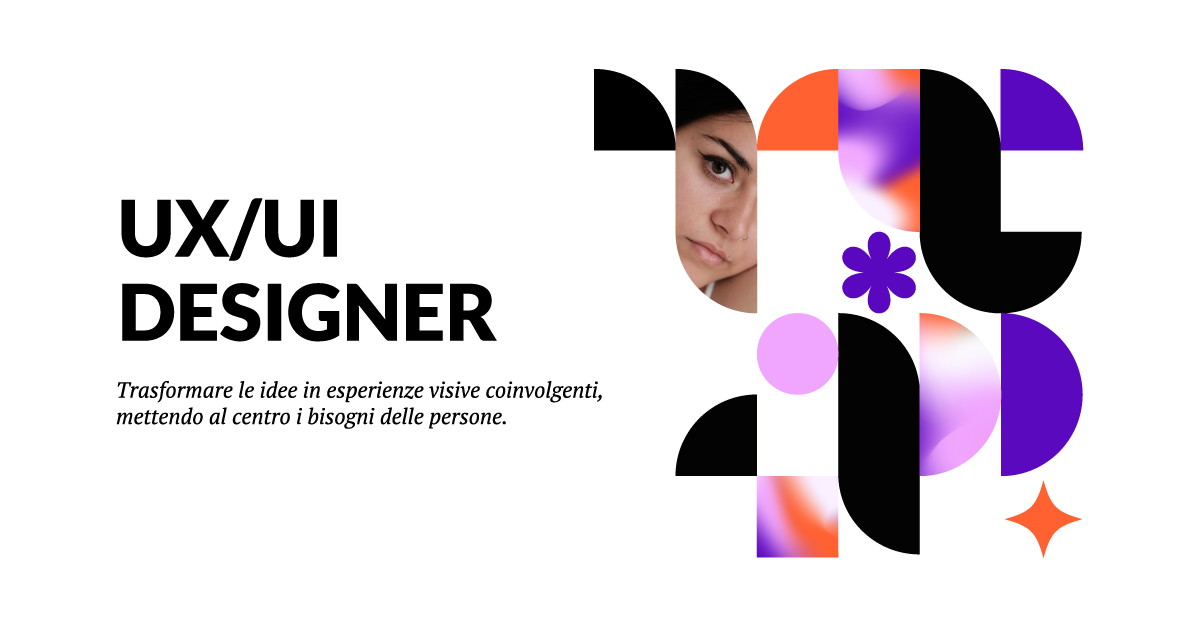 UX/UI
DESIGNER
Trasformare le idee in esperienze visive coinvolgenti,
mettendo al centro i bisogni delle persone.